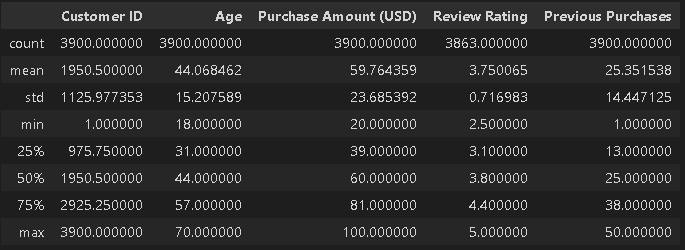 Customer ID Age Purchase Amount (USD) Review Rating Previous Purchases
count 3900.000000 3900.000000 3900.000000 3863.000000 3900.000000
mean 1950.500000 44.068462 59.764359 3.750065 25.351538
std 1125.977353 15.207589 23.685392 0.716983 14.447125
min 1.000000 18.000000 20.000000 2.500000 1.000000
25% 975.750000 31.000000 39.000000 3.100000 13.000000
50% 1950.500000 44.000000 60.000000 3.800000 25.000000
75% 2925.250000 57.000000 81.000000 4.400000 38.000000
max 3900.000000 70.000000 100.000000 5.000000 50.000000